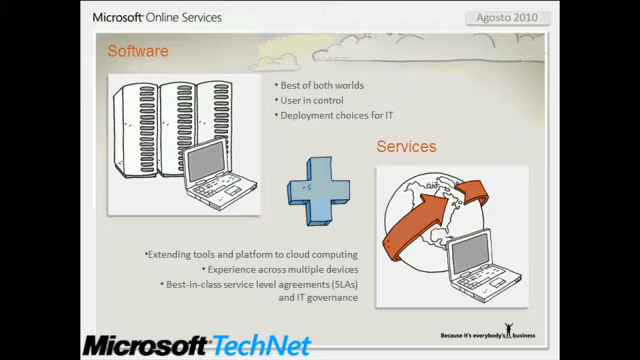 Microsoft Online Services
Agosto 2010
Software
• Best of both worlds
• User in control
• Deployment choices for IT
Services
•Extending tools and platform to cloud computing
• Experience across multiple devices
• Best-in-class service level agreements (SLAs)
and IT governance
Because it's everybody's business
Microsoft TechNet